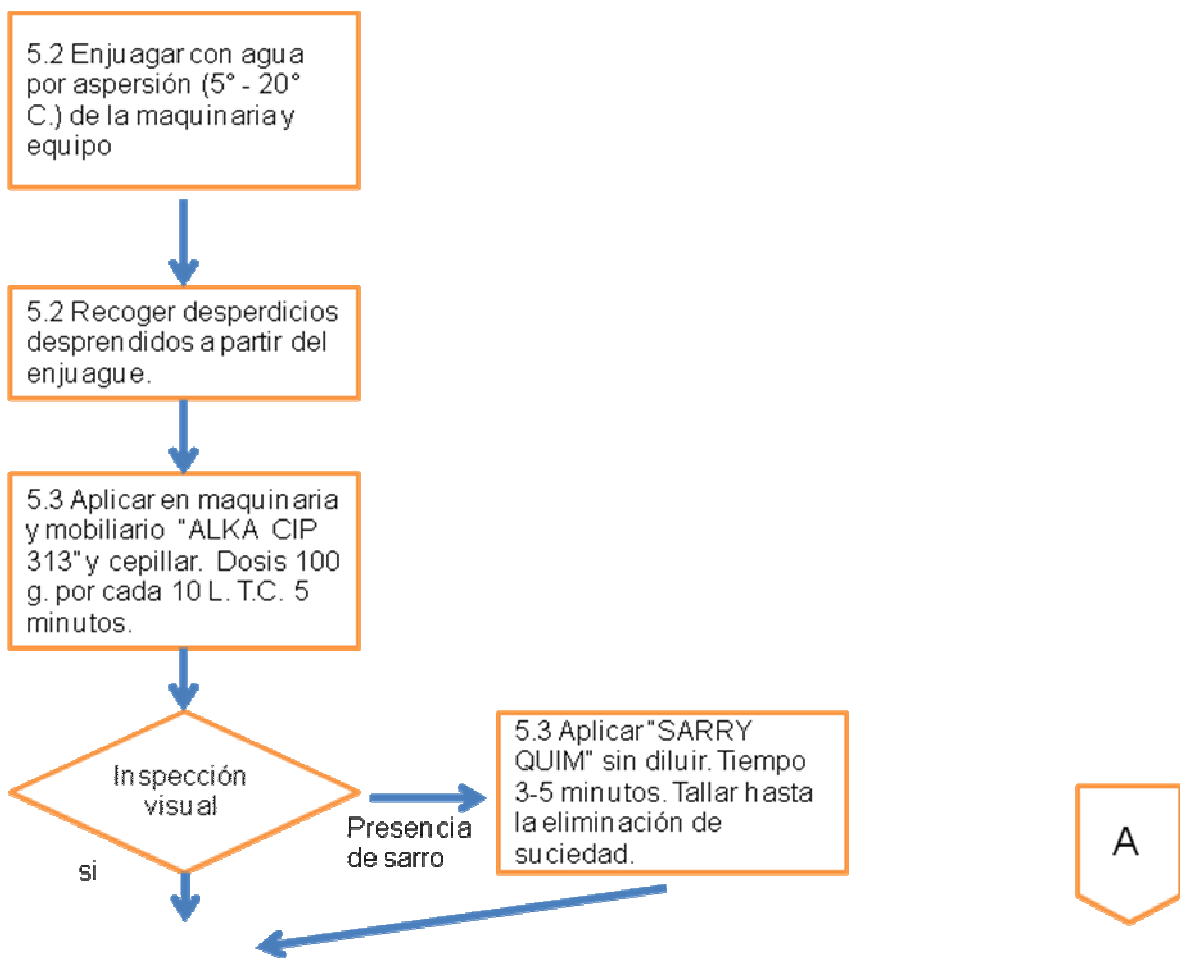 5.2 Enjuagar con agua
por aspersión (5° - 20°
C.) de la maquinaria y
equipo
5.2 Recoger desperdicios
desprendidos a partir del
enjuague.
5.3 Aplicar en maquinaria
y mobiliario "ALKA CIP
313" y cepillar. Dosis 100
g. por cada 10 L. T.C. 5
minutos.
Inspección
visual
Presencia
de sarro
si
5.3 Aplicar "SARRY
QUIM" sin diluir. Tiempo
3-5 minutos. Tallar hasta
la eliminación de
suciedad.
A